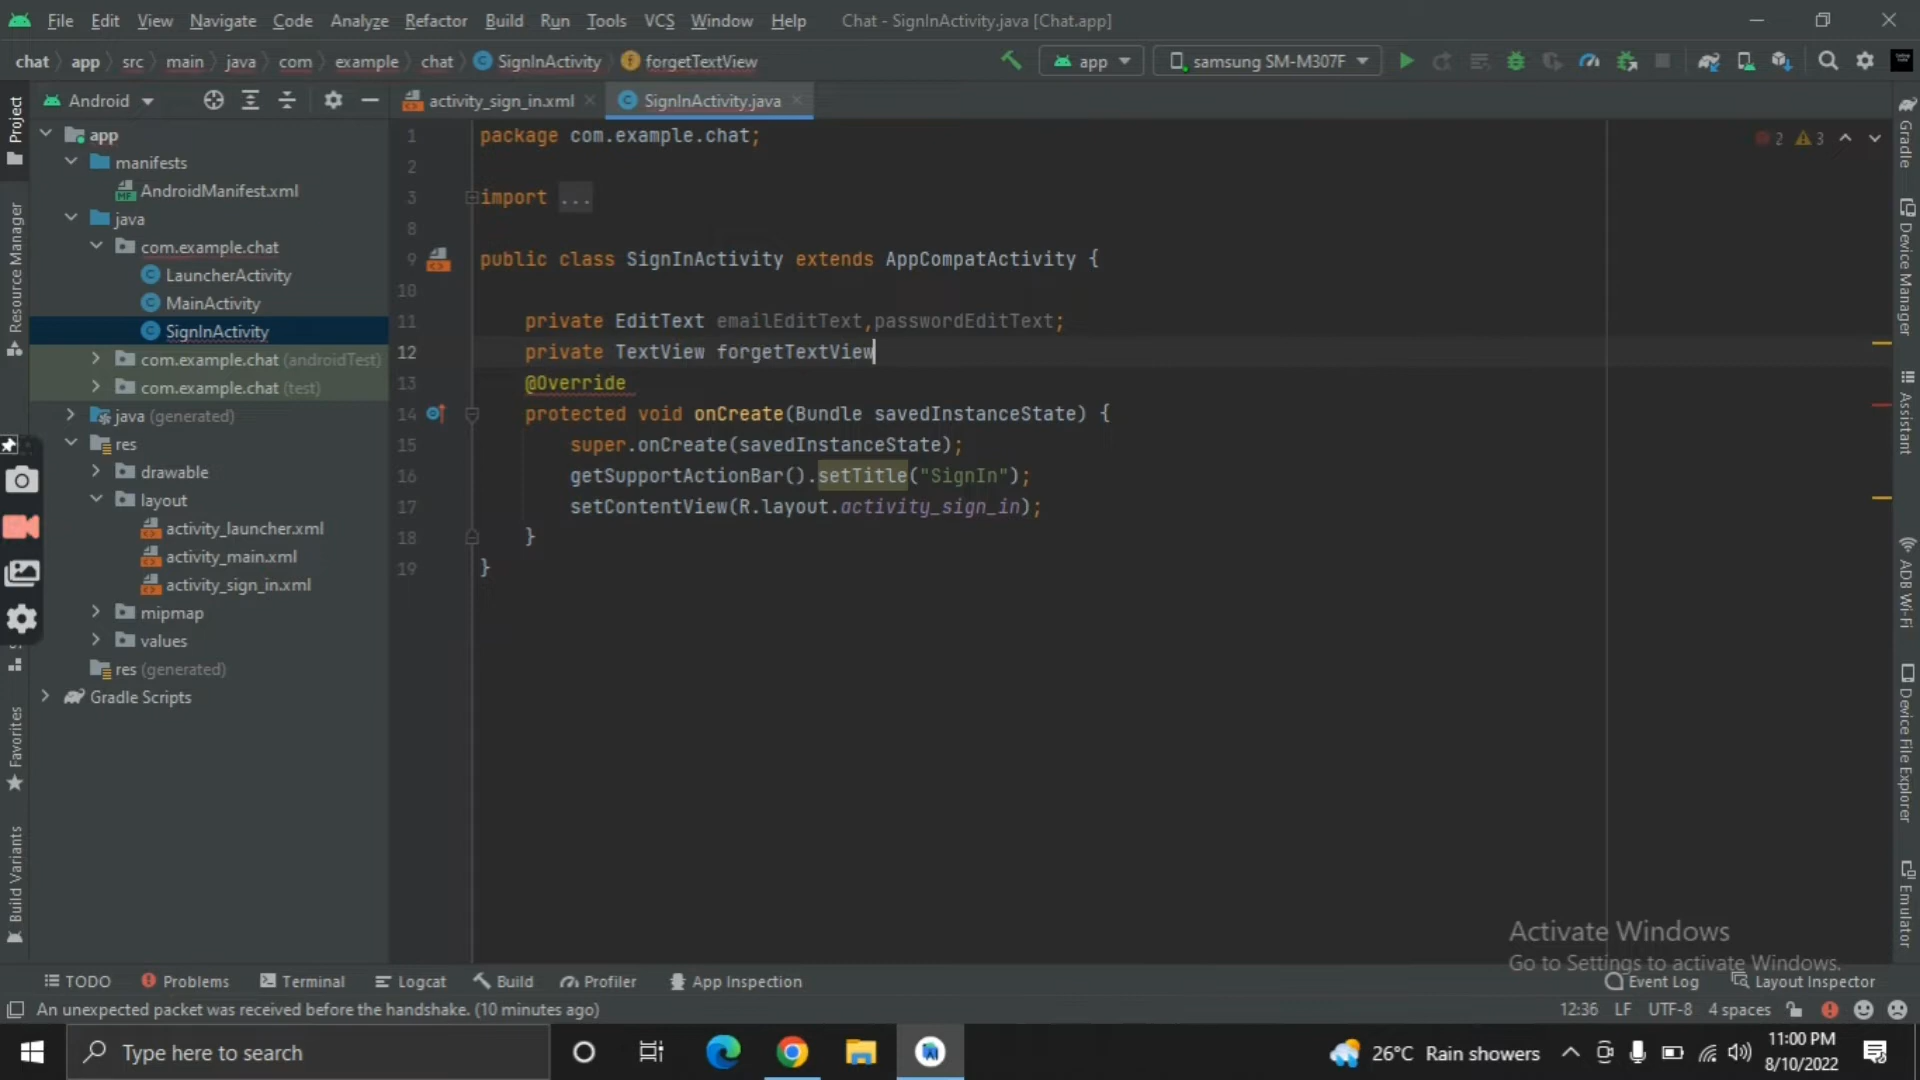 File Edit View Navigate Code Analyze Refactor Build Run Tools VCS Window Help Chat - SignInActivity.java [Chat.app]
chat app src main java com example chat SignInActivity forgetTextView app samsung SM-M307F
Android activity_sign_in.xml SignInActivity.java
Project
Resource Manager
Favorites
Build Variants
app
manifests
AndroidManifest.xml
java
com.example.chat
LauncherActivity
MainActivity
SignInActivity
com.example.chat (androidTest)
com.example.chat (test)
java (generated)
res
drawable
layout
activity_launcher.xml
activity_main.xml
activity_sign_in.xml
mipmap
values
res (generated)
Gradle Scripts
1 package com.example.chat;
2
3 import ...
8
9 public class SignInActivity extends AppCompatActivity {
10
11 private EditText emailEditText,passwordEditText;
12 private TextView forgetTextView
13 @Override
14 protected void onCreate(Bundle savedInstanceState) {
15 super.onCreate(savedInstanceState);
16 getSupportActionBar().setTitle("SignIn");
17 setContentView(R.layout.activity_sign_in);
18 }
19 }
2 3
Gradle
Device Manager
Assistant
ADB Wi-Fi
Device File Explorer
Emulator
Activate Windows
Go to Settings to activate Windows.
TODO Problems Terminal Logcat Build Profiler App Inspection Event Log Layout Inspector
An unexpected packet was received before the handshake. (10 minutes ago) 12:36 LF UTF-8 4 spaces
Type here to search 26°C Rain showers 11:00 PM
8/10/2022